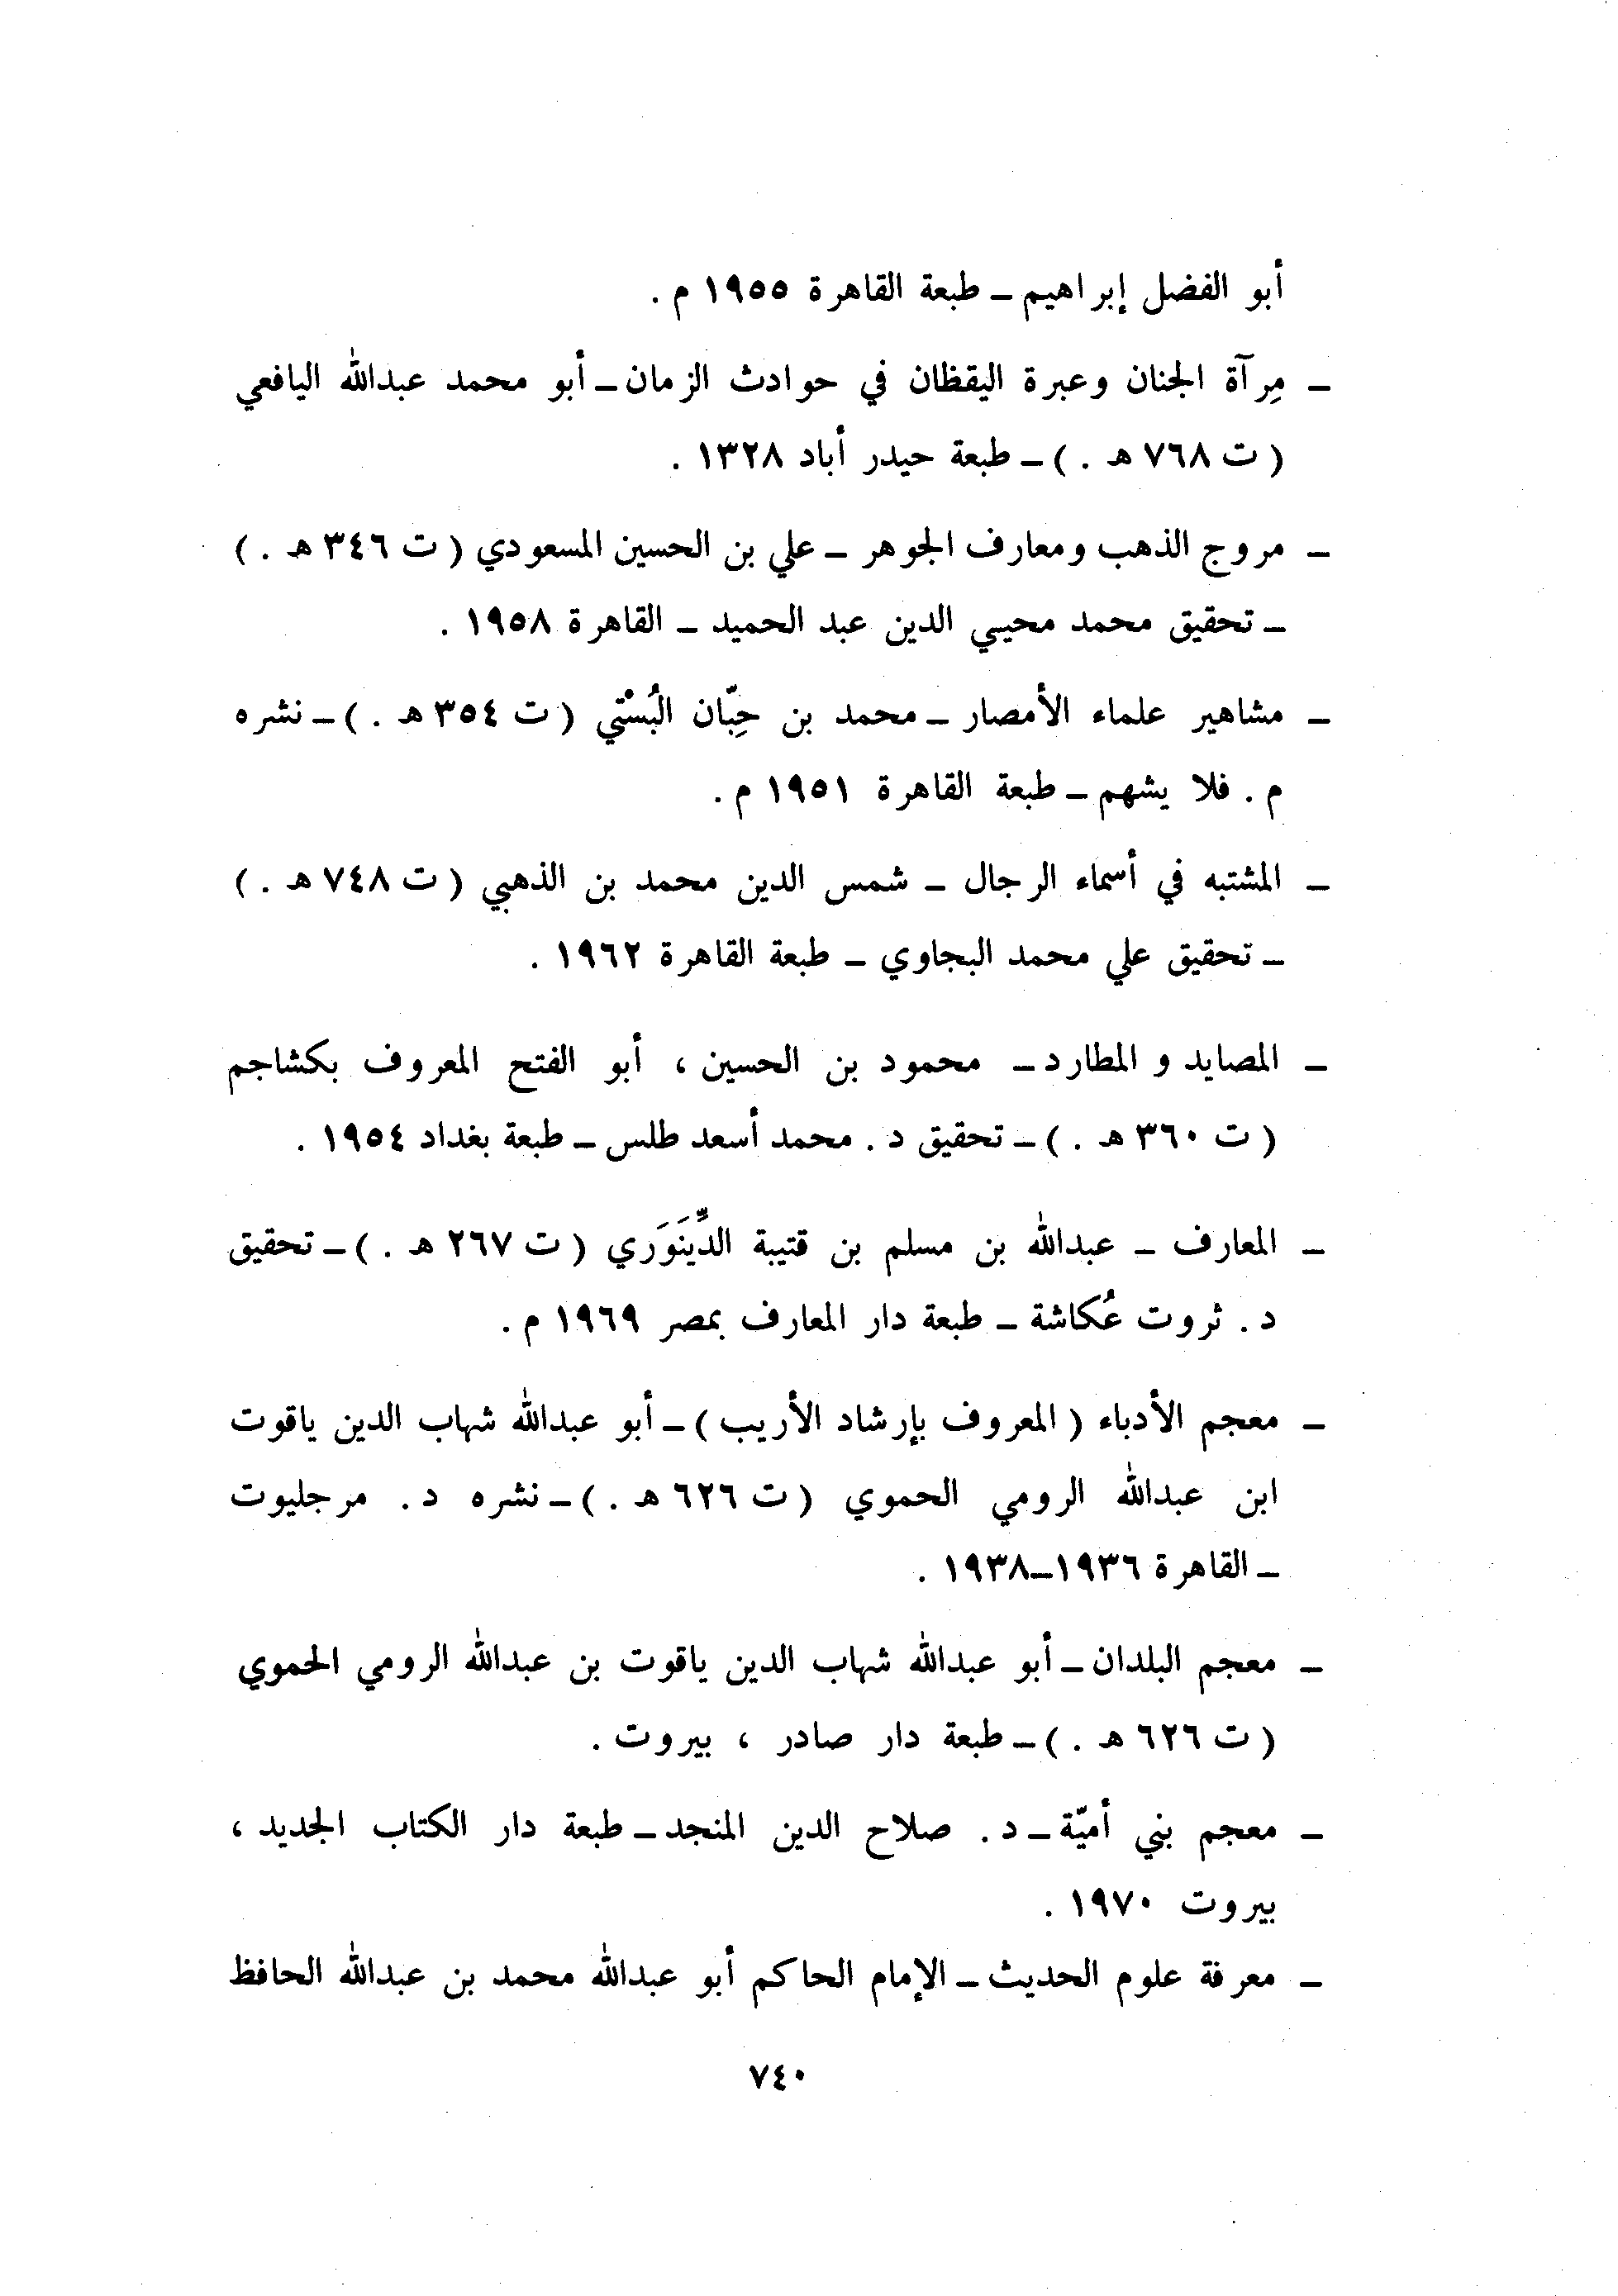 أبو الفضل إبراهيم – طبعة القاهرة ١٩٥٥ م .
– مِرآة الجنان وعبرة اليقظان في حوادث الزمان – أبو محمد عبدالله اليافعي
( ت ٧٦٨ هـ . ) – طبعة حيدر أباد ١٣٢٨ .
– مروج الذهب ومعارف الجوهر – علي بن الحسين المسعودي ( ت ٣٤٦ هـ . )
– تحقيق محمد محيي الدين عبد الحميد – القاهرة ١٩٥٨ .
– مشاهير علماء الأمصار – محمد بن حِبّان البُسْتي ( ت ٣٥٤ هـ . ) – نشره
م . فلا يشهم – طبعة القاهرة ١٩٥١ م .
– المشتبه في أسماء الرجال – شمس الدين محمد بن الذهبي ( ت ٧٤٨ هـ . )
– تحقيق علي محمد البجاوي – طبعة القاهرة ١٩٦٢ .
– المصايد و المطارد – محمود بن الحسين ، أبو الفتح المعروف بكشاجم
( ت ٣٦٠ هـ . ) – تحقيق د . محمد أسعد طلس – طبعة بغداد ١٩٥٤ .
– المعارف – عبدالله بن مسلم بن قتيبة الدِّينَوَري ( ت ٢٦٧ هـ . ) – تحقيق
د . ثروت عُكاشة – طبعة دار المعارف بمصر ١٩٦٩ م .
– معجم الأدباء ( المعروف بإرشاد الأريب ) – أبو عبدالله شهاب الدين ياقوت
ابن عبدالله الرومي الحموي ( ت ٦٢٦ هـ . ) – نشره د . مرجليوت
– القاهرة ١٩٣٦–١٩٣٨ .
– معجم البلدان – أبو عبدالله شهاب الدين ياقوت بن عبدالله الرومي الحموي
( ت ٦٢٦ هـ . ) – طبعة دار صادر ، بيروت .
– معجم بني أميّة – د . صلاح الدين المنجد – طبعة دار الكتاب الجديد ،
بيروت ١٩٧٠ .
– معرفة علوم الحديث – الإمام الحاكم أبو عبدالله محمد بن عبدالله الحافظ
٧٤٠